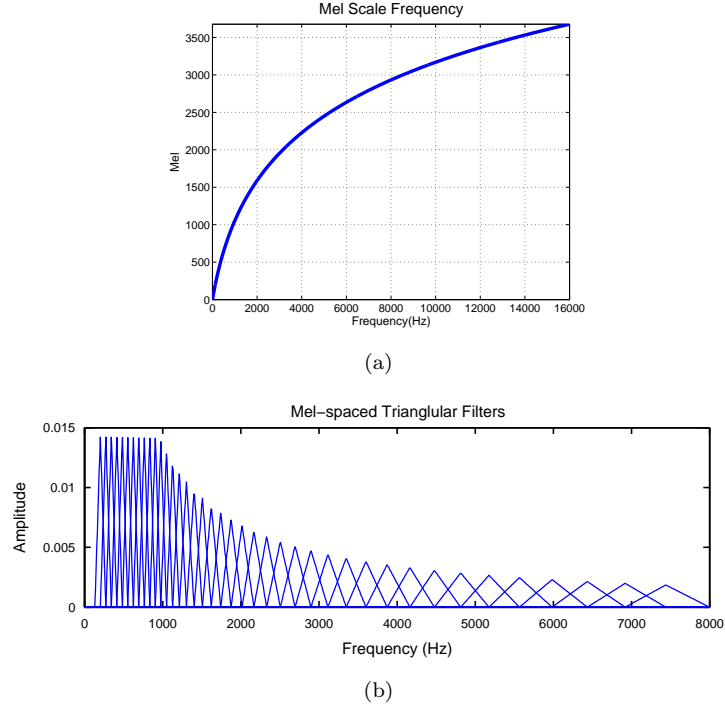 Mel Scale Frequency
3500
3000
2500
2000
1500
1000
500
0
Mel
0 2000 4000 6000 8000 10000 12000 14000 16000
Frequency(Hz)
(a)
Mel−spaced Trianglular Filters
0.015
0.01
0.005
0
Amplitude
0 1000 2000 3000 4000 5000 6000 7000 8000
Frequency (Hz)
(b)